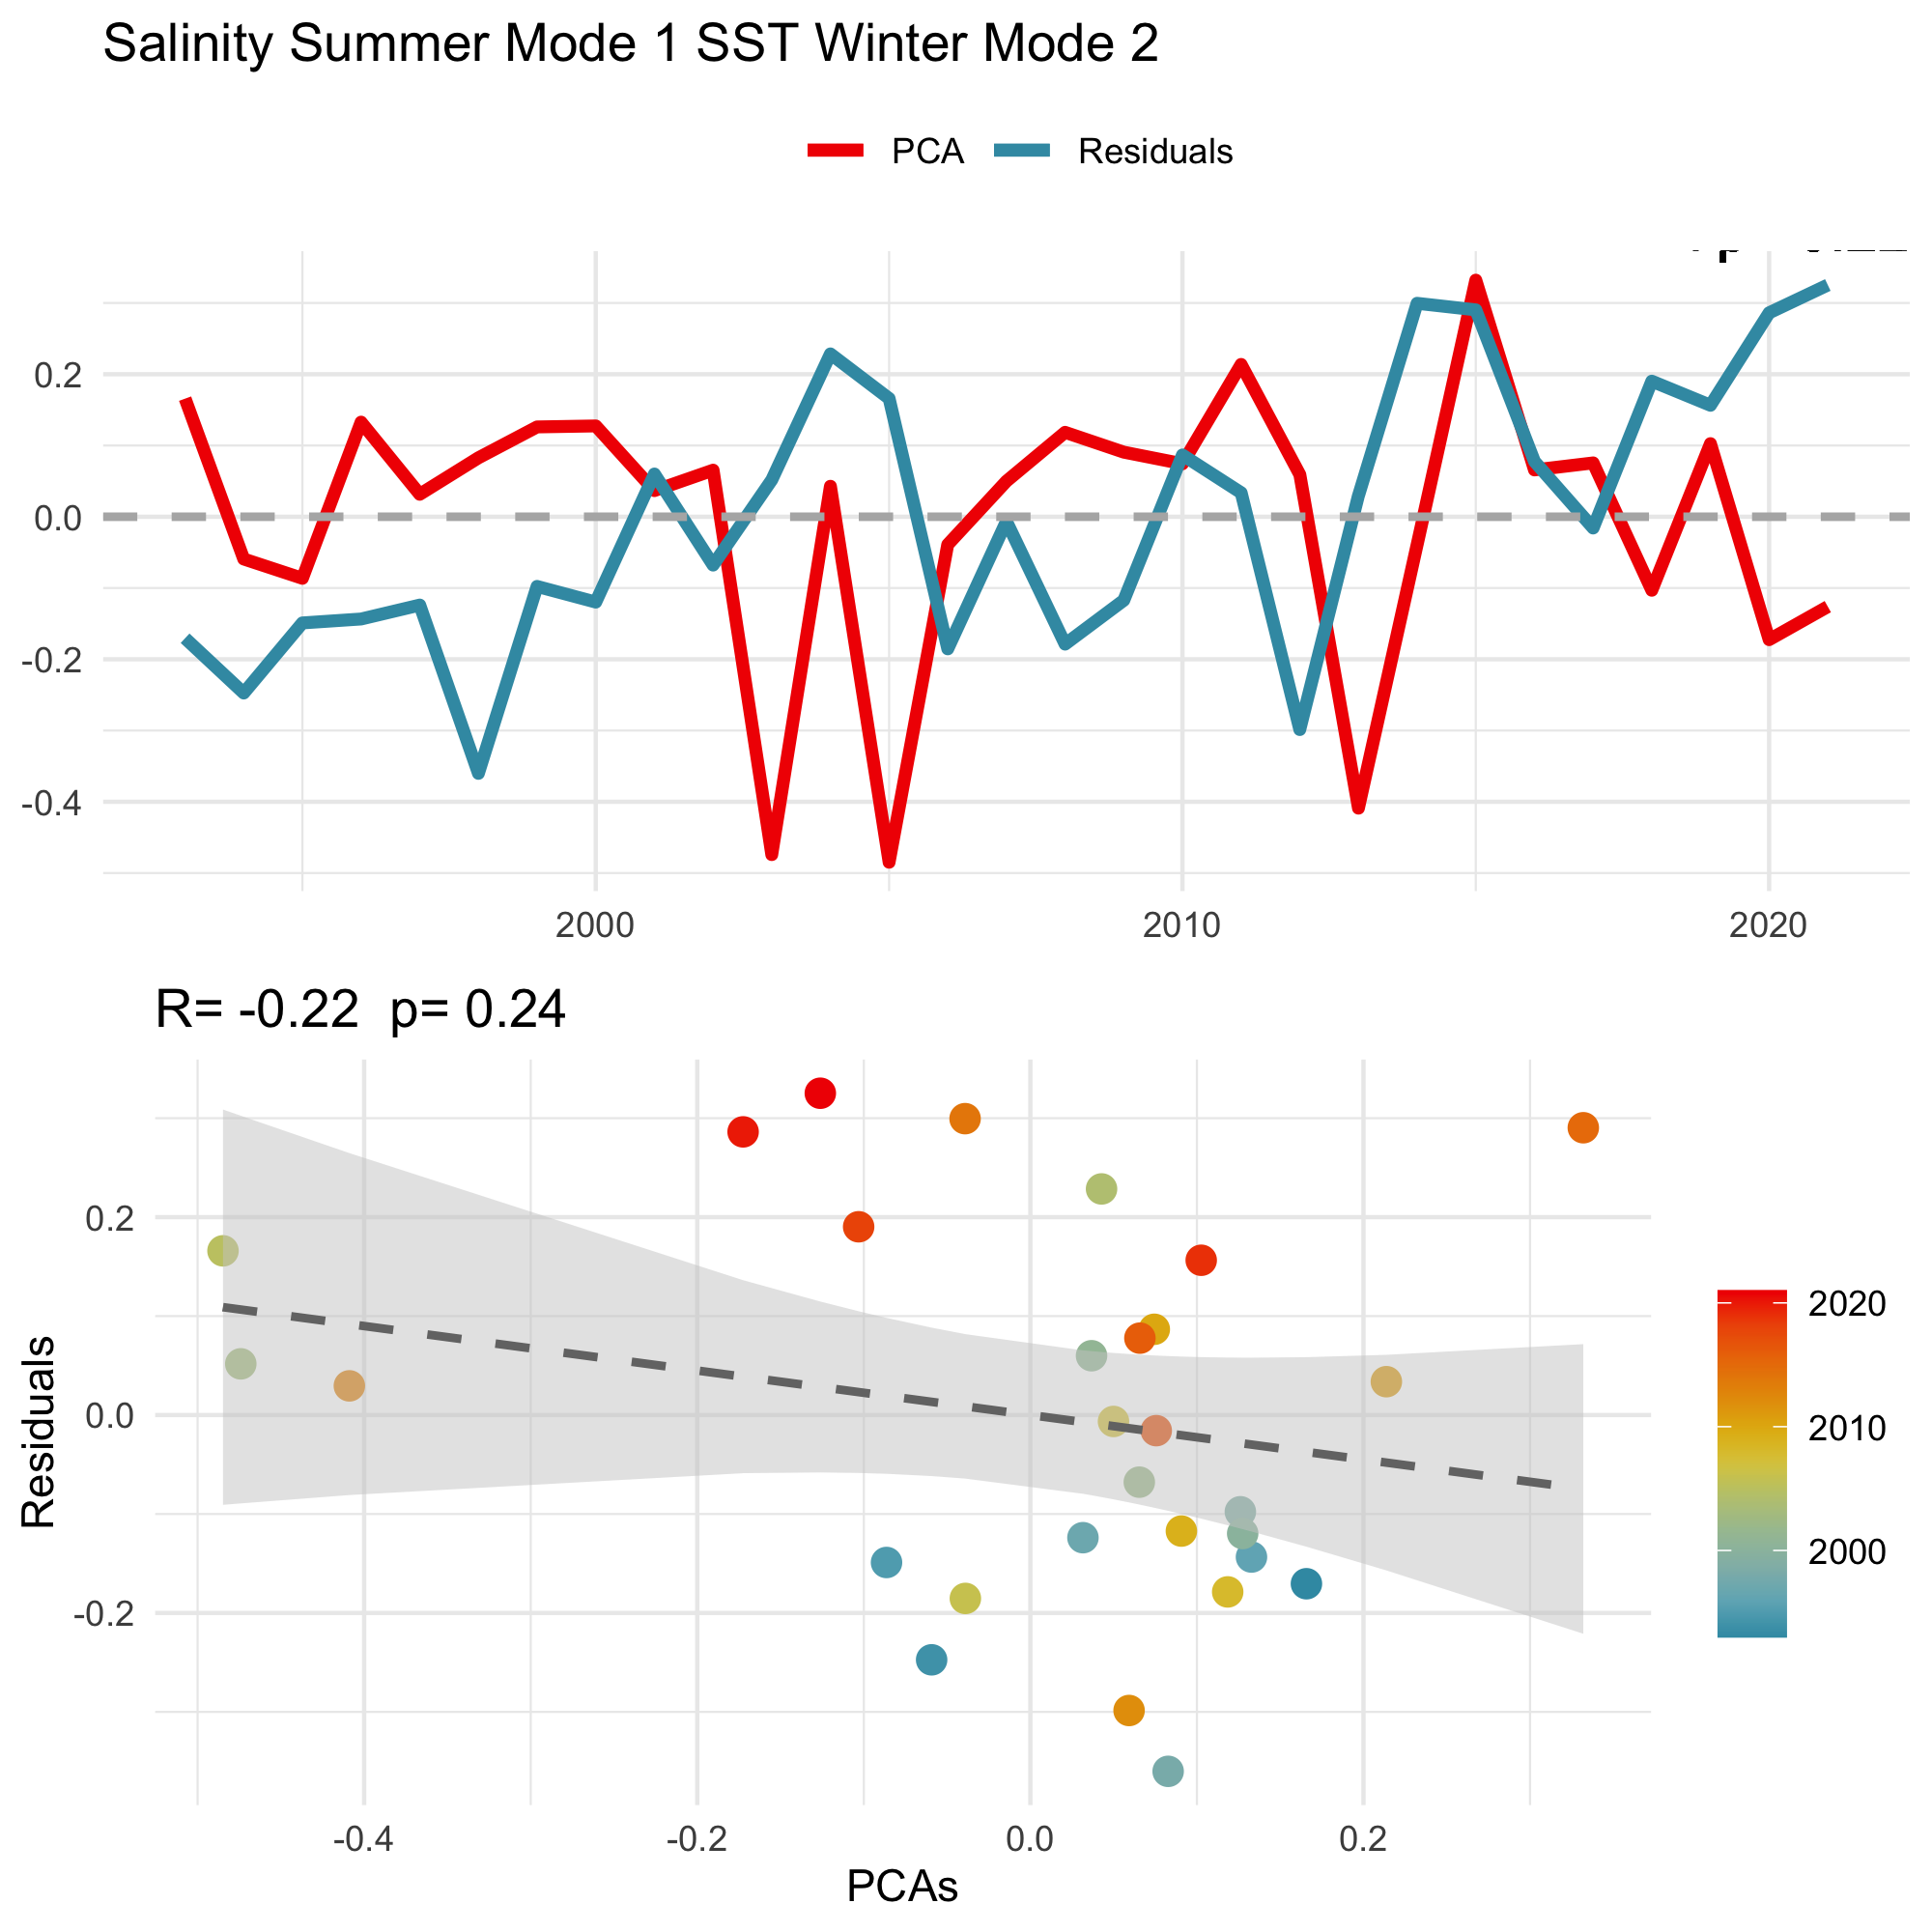 Salinity Summer Mode 1 SST Winter Mode 2
PCA Residuals
0.2
0.0
-0.2
-0.4
2000 2010 2020
R= -0.22 p= 0.24
Residuals
0.2
0.0
-0.2
-0.4 -0.2 0.0 0.2
PCAs
2020
2010
2000